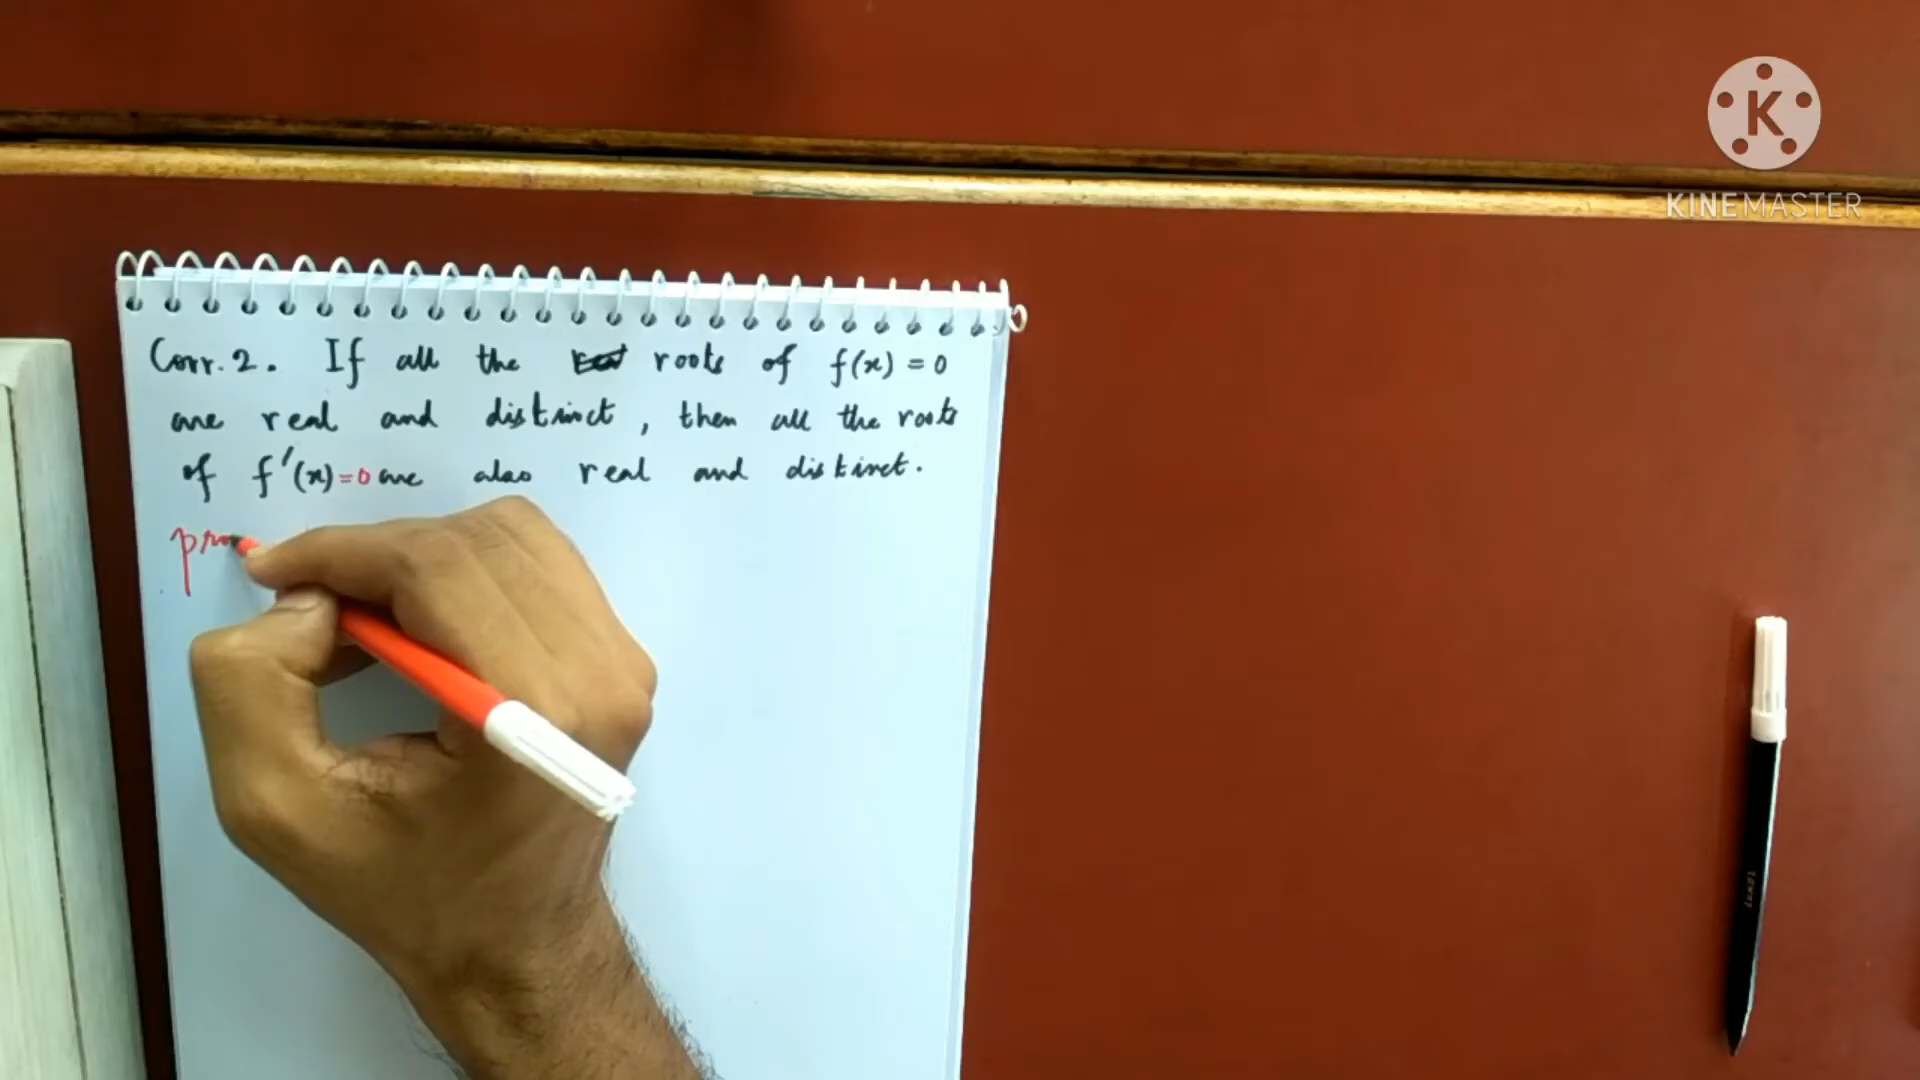 Corr. 2. If all the roots of f(x) = 0
are real and distinct, then all the roots
of f'(x) = 0 are also real and distinct.
pro
K
KINEMASTER